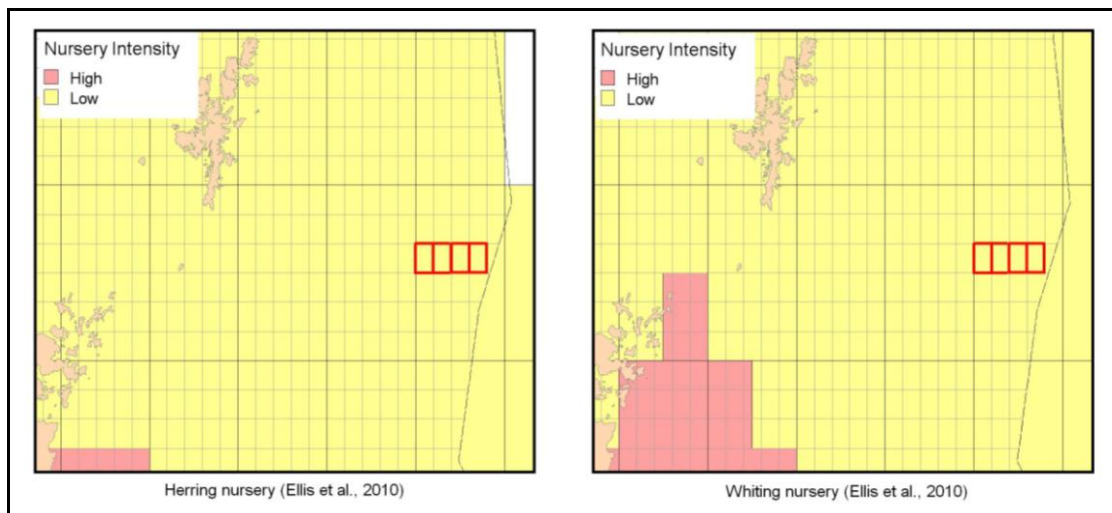 Nursery Intensity
High
Low
Herring nursery (Ellis et al., 2010)
Nursery Intensity
High
Low
Whiting nursery (Ellis et al., 2010)